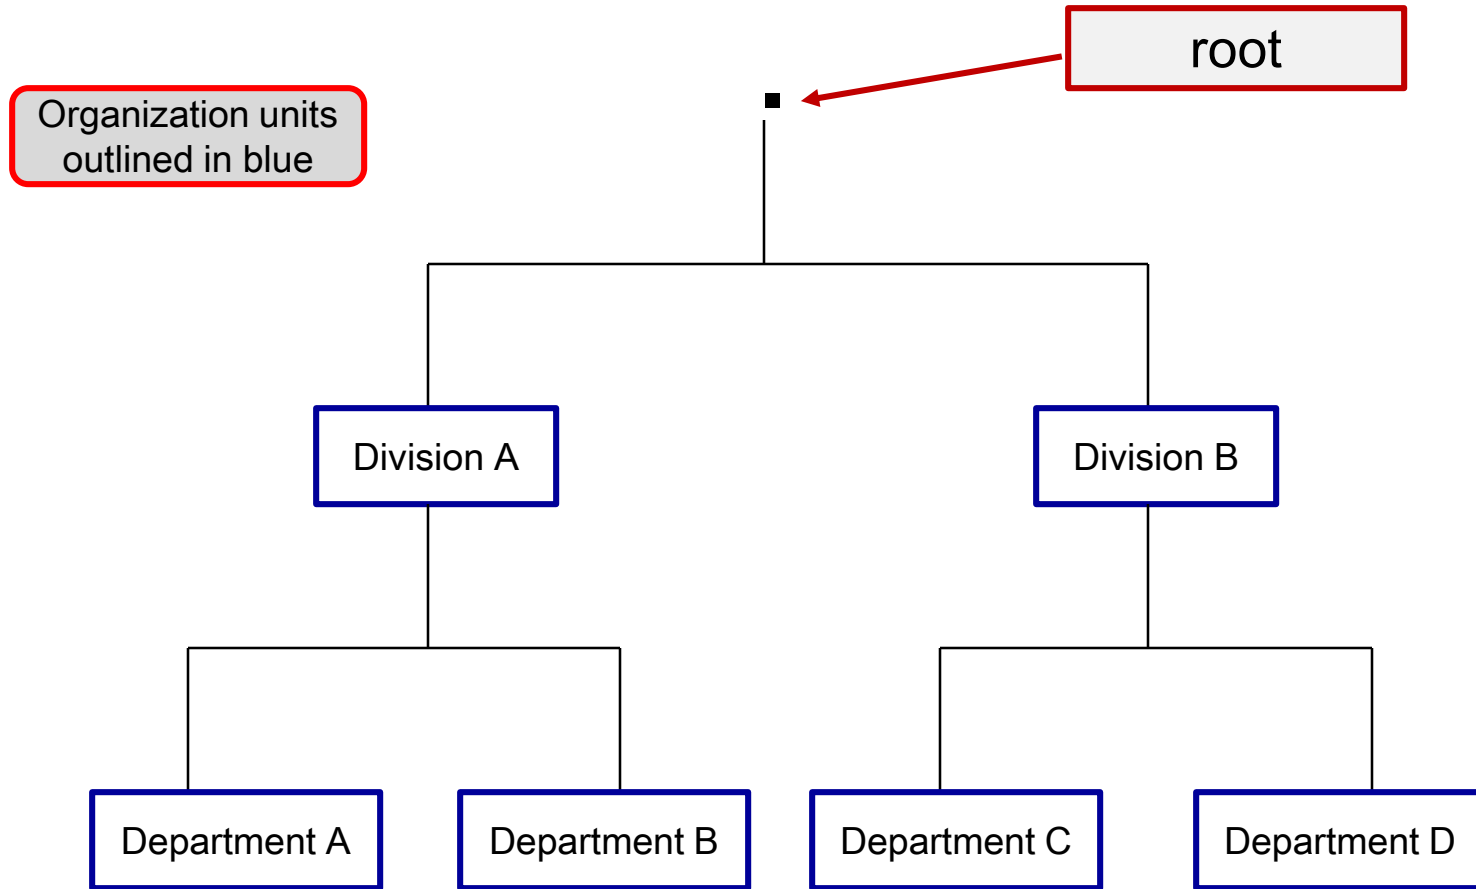 root
Organization units
outlined in blue
Division A
Division B
Department A
Department B
Department C
Department D